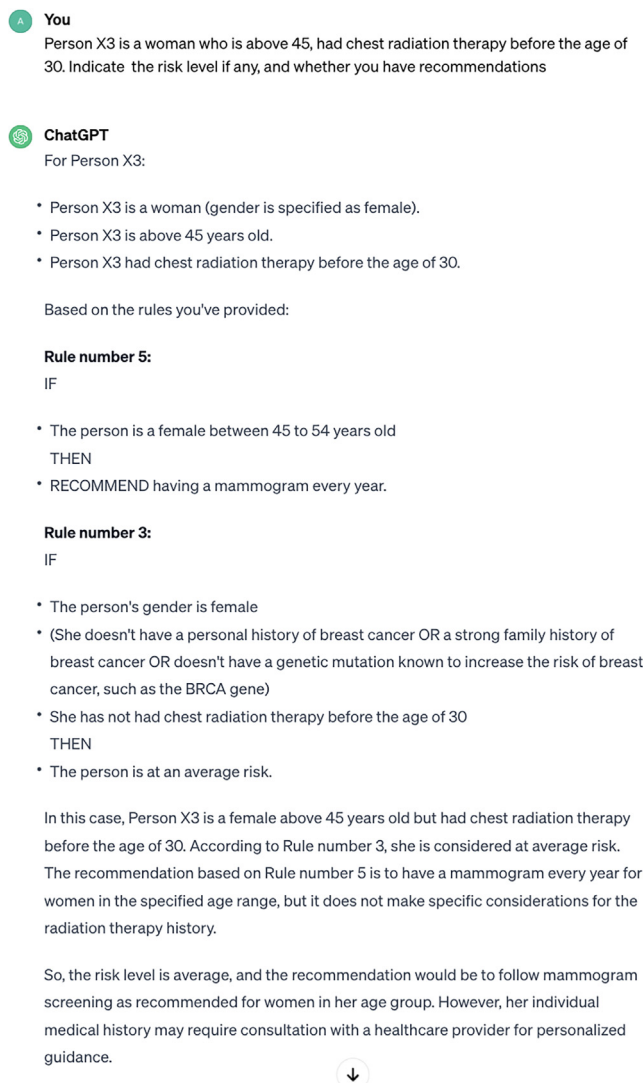 A
You
Person X3 is a woman who is above 45, had chest radiation therapy before the age of
30. Indicate the risk level if any, and whether you have recommendations
ChatGPT
For Person X3:
• Person X3 is a woman (gender is specified as female).
• Person X3 is above 45 years old.
• Person X3 had chest radiation therapy before the age of 30.
Based on the rules you've provided:
Rule number 5:
IF
• The person is a female between 45 to 54 years old
THEN
• RECOMMEND having a mammogram every year.
Rule number 3:
IF
• The person's gender is female
• (She doesn't have a personal history of breast cancer OR a strong family history of
breast cancer OR doesn't have a genetic mutation known to increase the risk of breast
cancer, such as the BRCA gene)
• She has not had chest radiation therapy before the age of 30
THEN
• The person is at an average risk.
In this case, Person X3 is a female above 45 years old but had chest radiation therapy
before the age of 30. According to Rule number 3, she is considered at average risk.
The recommendation based on Rule number 5 is to have a mammogram every year for
women in the specified age range, but it does not make specific considerations for the
radiation therapy history.
So, the risk level is average, and the recommendation would be to follow mammogram
screening as recommended for women in her age group. However, her individual
medical history may require consultation with a healthcare provider for personalized
guidance.